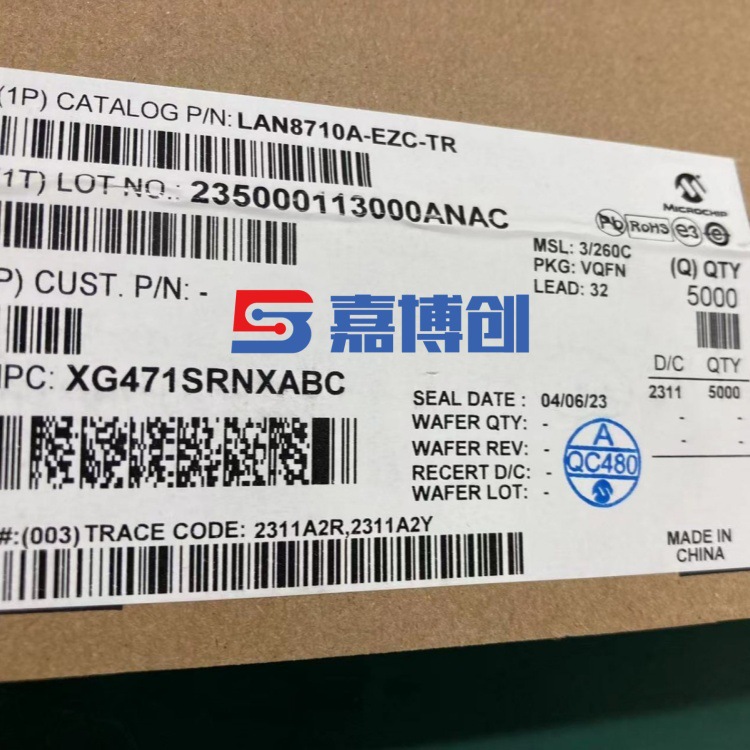 (1P) CATALOG P/N: LAN8710A-EZC-TR
1T) LOT NO.: 235000113000ANAC
MICROCHIP
Pb RoHS e3 e
MSL: 3/260C
PKG: VQFN
LEAD: 32
(Q) QTY
5000
P) CUST. P/N: -
嘉博创
PC: XG471SRNXABC
D/C QTY
2311 5000
- -
- -
SEAL DATE : 04/06/23
WAFER QTY: -
WAFER REV: -
RECERT D/C: -
WAFER LOT: -
A
QC480
#:(003) TRACE CODE: 2311A2R,2311A2Y
MADE IN
CHINA